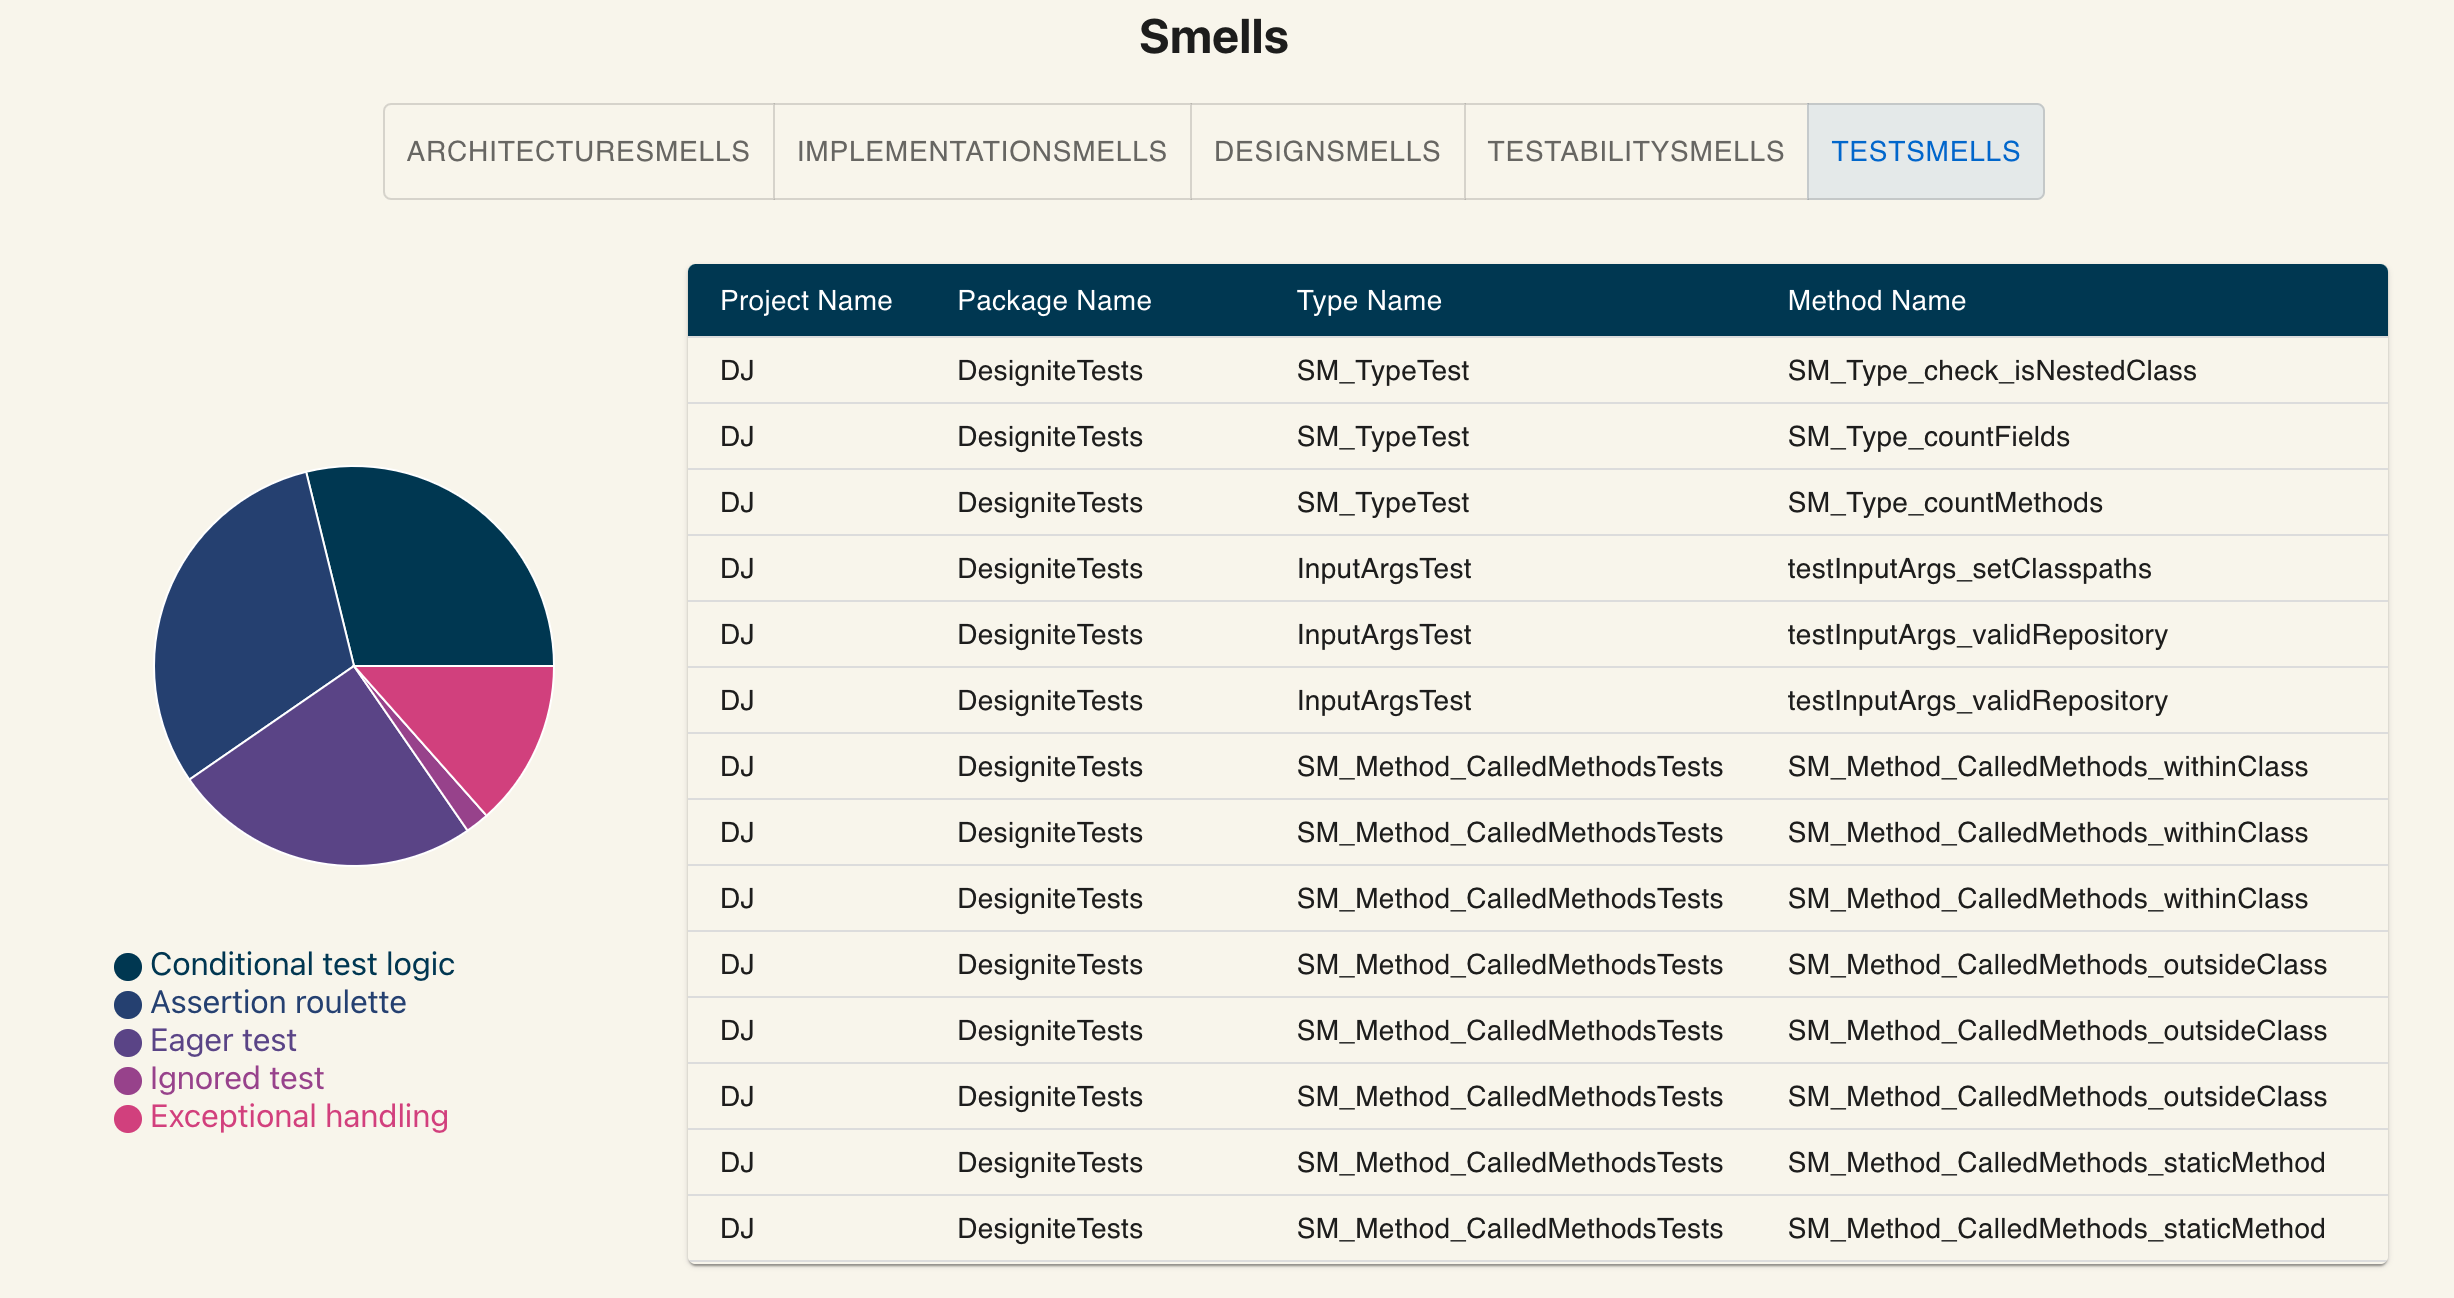 Smells
ARCHITECTURESMELLS IMPLEMENTATIONSMELLS DESIGNSMELLS TESTABILITYSMELLS TESTSMELLS
Project Name Package Name Type Name Method Name
DJ DesigniteTests SM_TypeTest SM_Type_check_isNestedClass
DJ DesigniteTests SM_TypeTest SM_Type_countFields
DJ DesigniteTests SM_TypeTest SM_Type_countMethods
DJ DesigniteTests InputArgsTest testInputArgs_setClasspaths
DJ DesigniteTests InputArgsTest testInputArgs_validRepository
DJ DesigniteTests InputArgsTest testInputArgs_validRepository
DJ DesigniteTests SM_Method_CalledMethodsTests SM_Method_CalledMethods_withinClass
DJ DesigniteTests SM_Method_CalledMethodsTests SM_Method_CalledMethods_withinClass
DJ DesigniteTests SM_Method_CalledMethodsTests SM_Method_CalledMethods_withinClass
DJ DesigniteTests SM_Method_CalledMethodsTests SM_Method_CalledMethods_outsideClass
DJ DesigniteTests SM_Method_CalledMethodsTests SM_Method_CalledMethods_outsideClass
DJ DesigniteTests SM_Method_CalledMethodsTests SM_Method_CalledMethods_outsideClass
DJ DesigniteTests SM_Method_CalledMethodsTests SM_Method_CalledMethods_staticMethod
DJ DesigniteTests SM_Method_CalledMethodsTests SM_Method_CalledMethods_staticMethod
Conditional test logic
Assertion roulette
Eager test
Ignored test
Exceptional handling